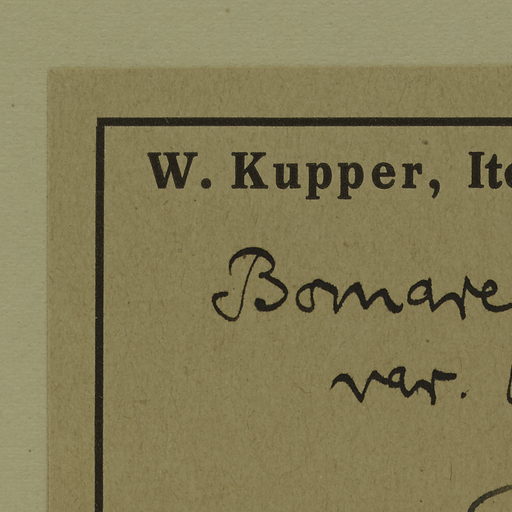 W. Kupper, Ite
Bomare
var.